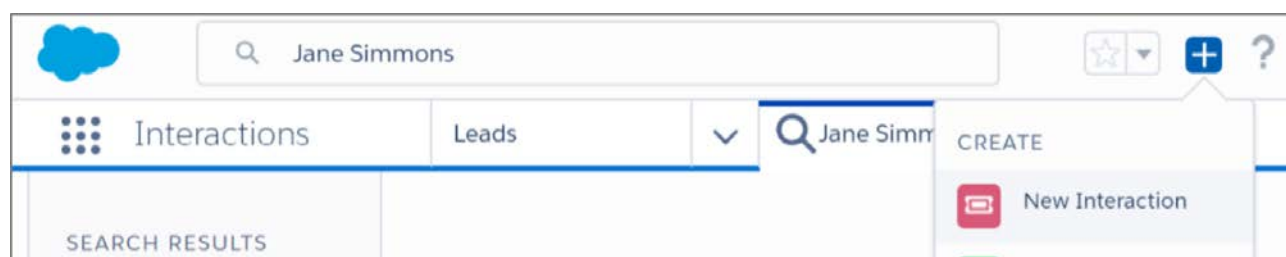 Jane Simmons
Interactions
Leads
Jane Simm
CREATE
New Interaction
SEARCH RESULTS